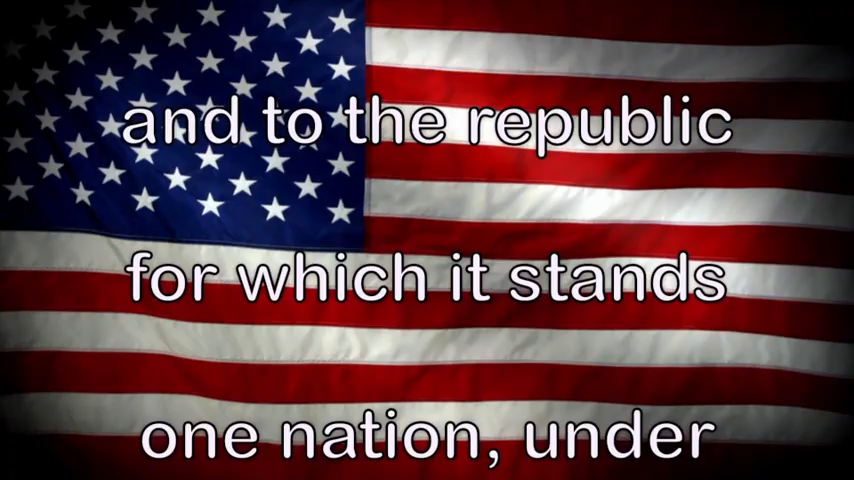 and to the republic
for which it stands
one nation, under